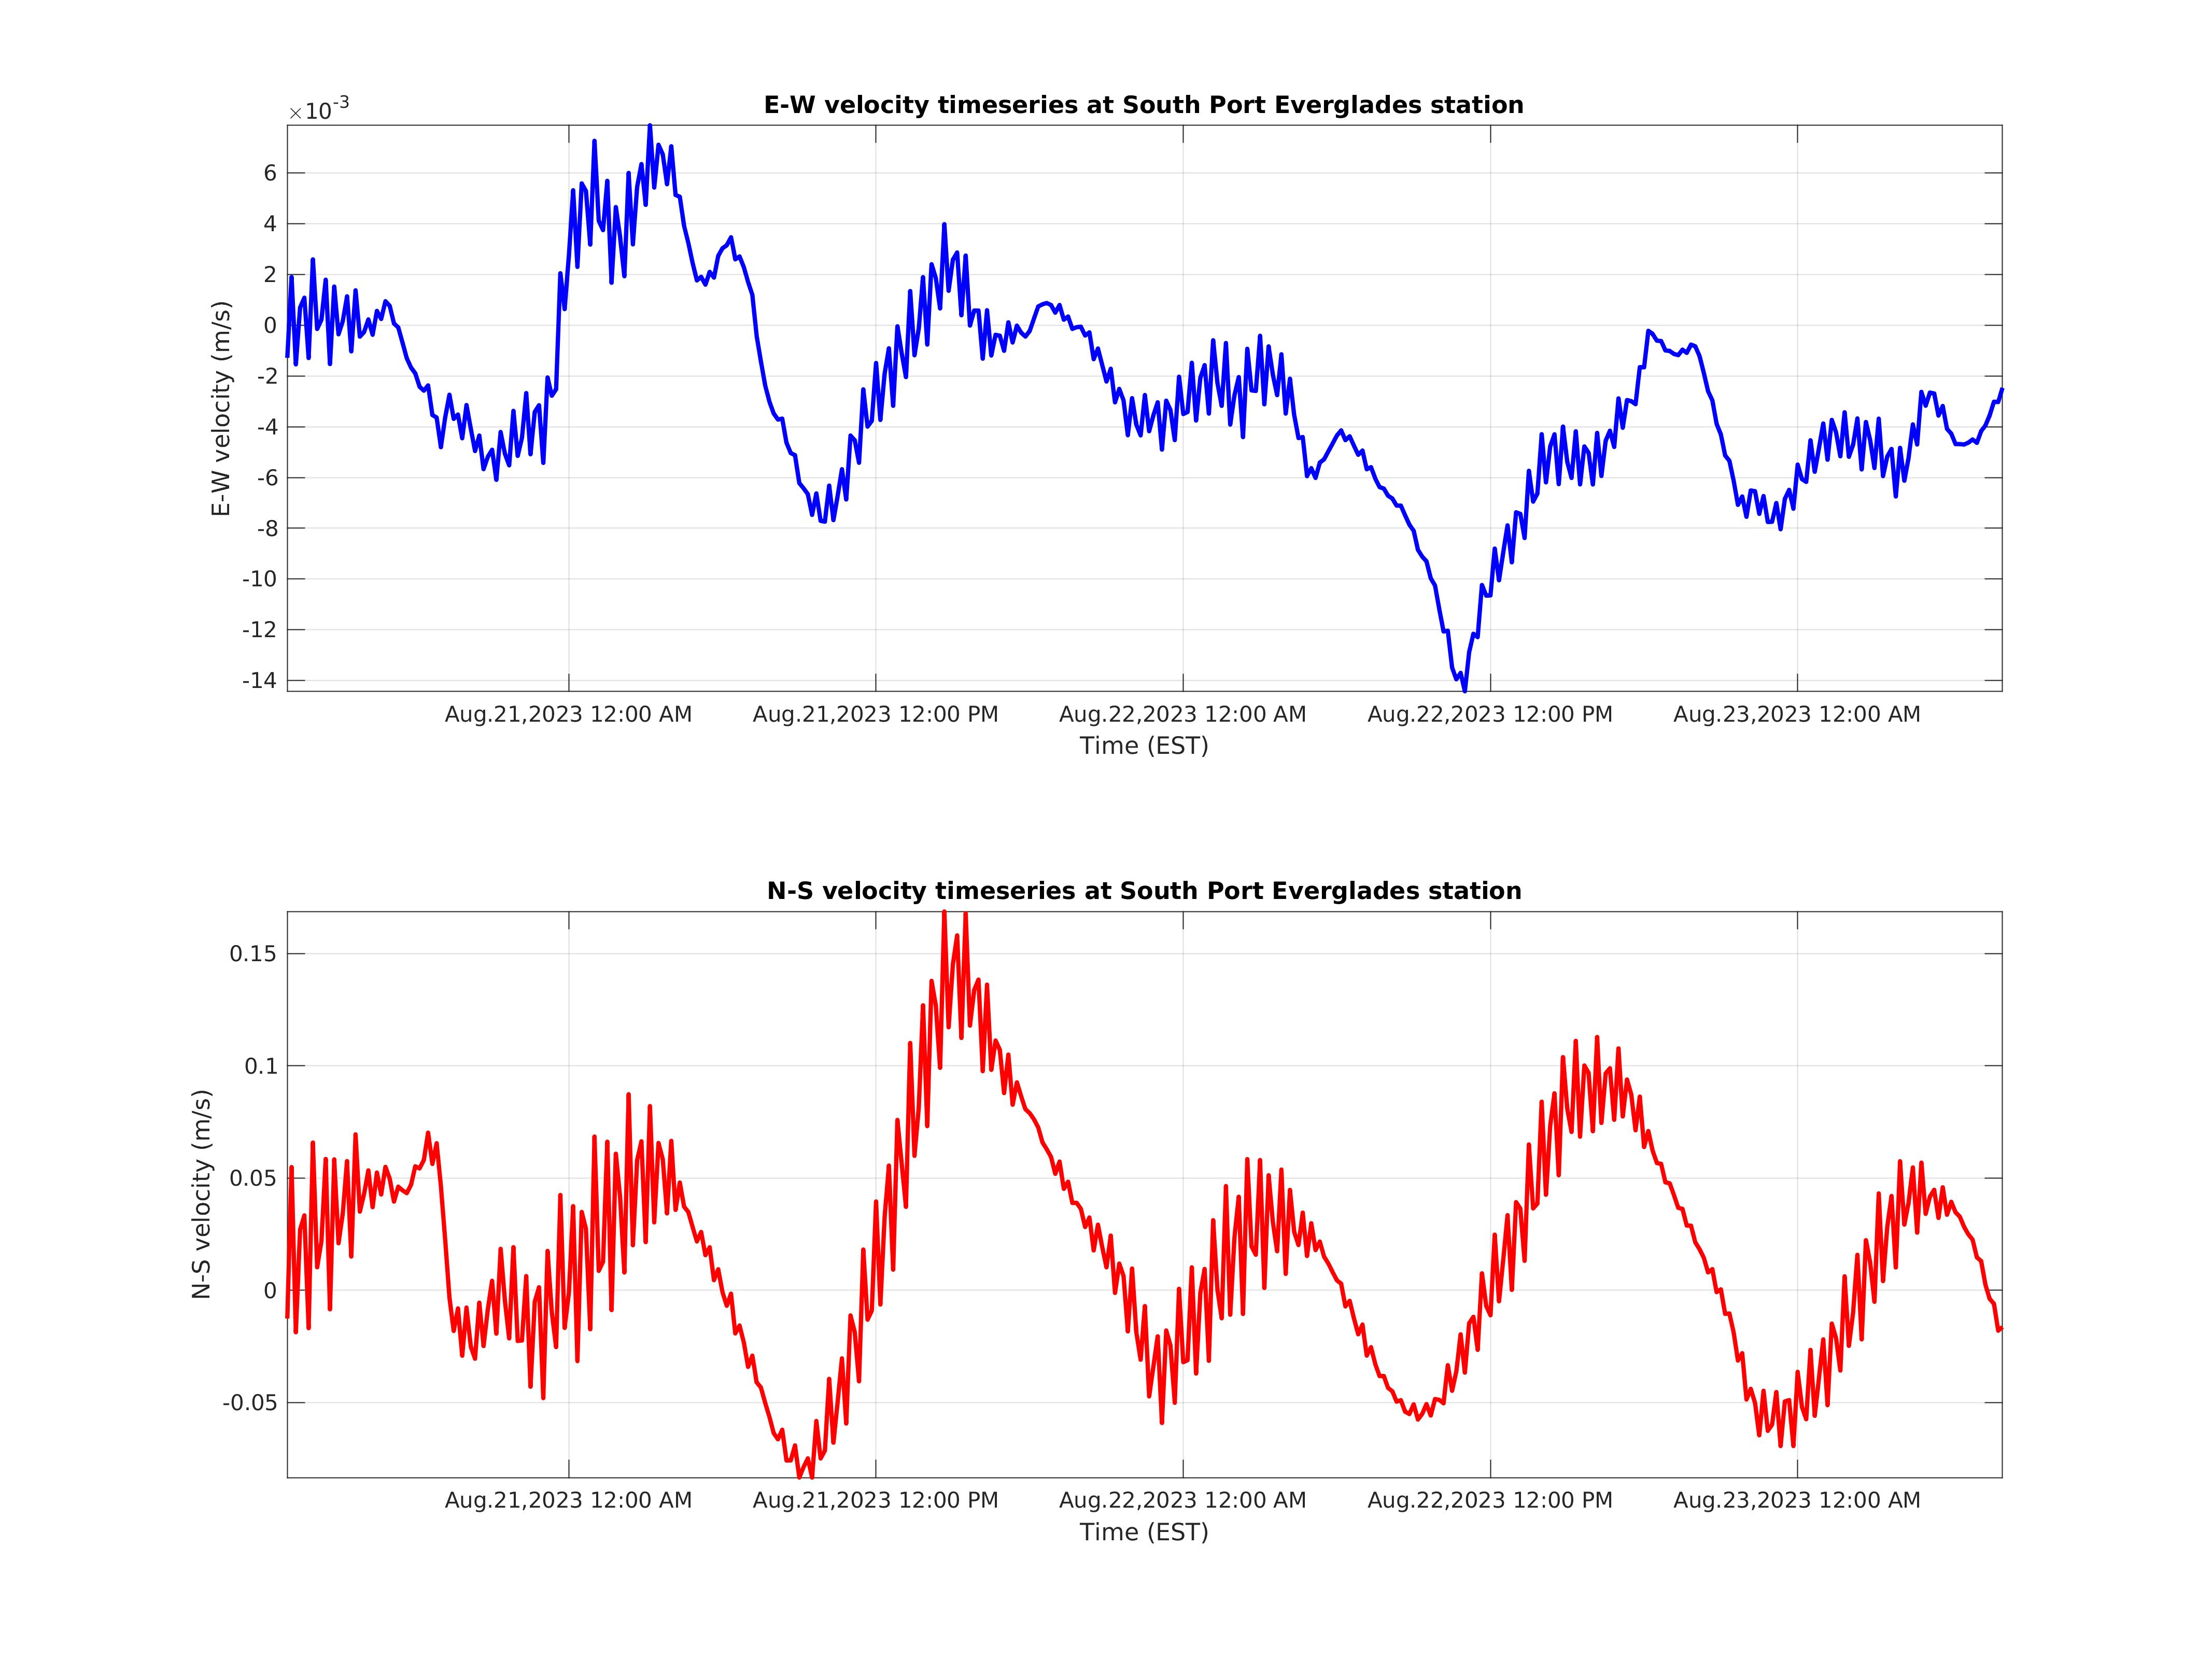 ×10-3
E-W velocity timeseries at South Port Everglades station
6
4
2
0
-2
-4
-6
-8
-10
-12
-14
E-W velocity (m/s)
Aug.21,2023 12:00 AM Aug.21,2023 12:00 PM Aug.22,2023 12:00 AM Aug.22,2023 12:00 PM Aug.23,2023 12:00 AM
Time (EST)
N-S velocity timeseries at South Port Everglades station
0.15
0.1
0.05
0
-0.05
N-S velocity (m/s)
Aug.21,2023 12:00 AM Aug.21,2023 12:00 PM Aug.22,2023 12:00 AM Aug.22,2023 12:00 PM Aug.23,2023 12:00 AM
Time (EST)